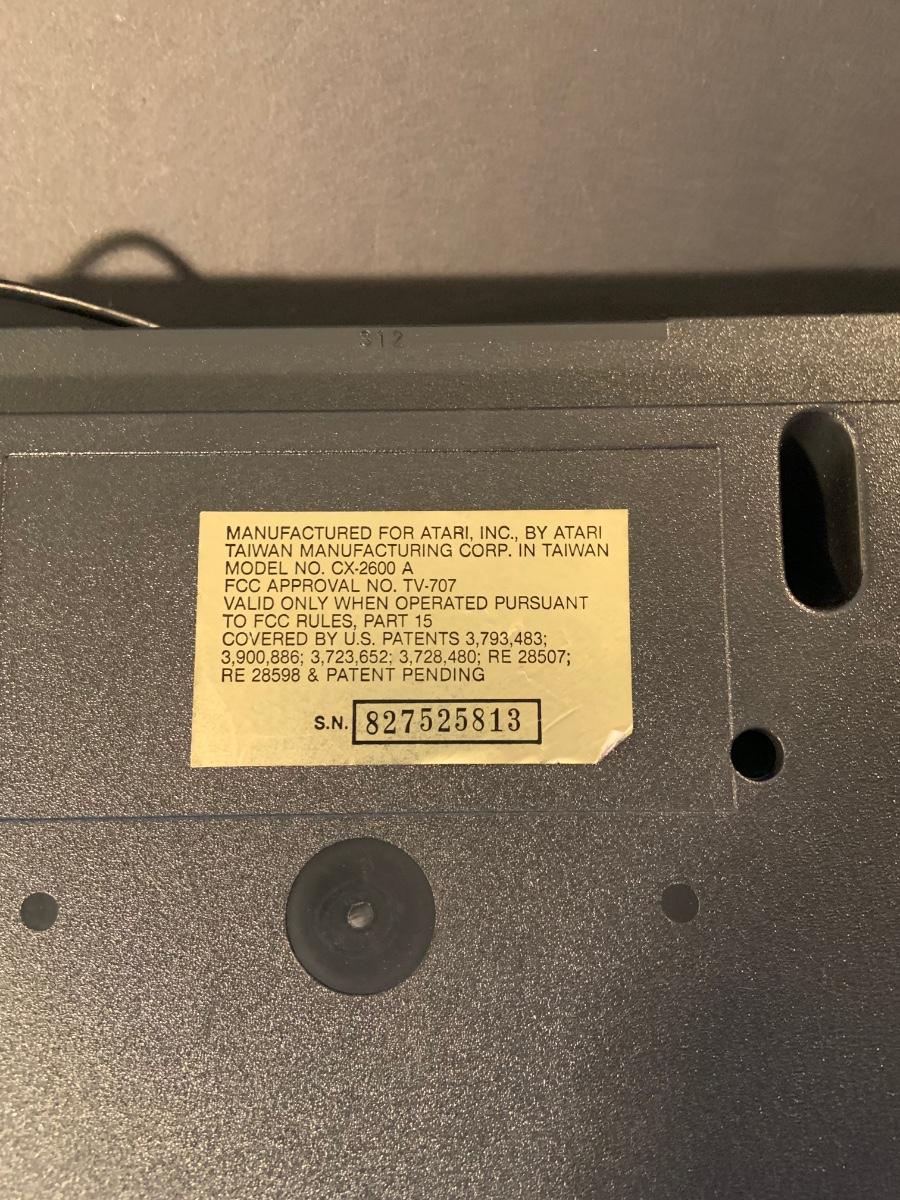 S12
MANUFACTURED FOR ATARI, INC., BY ATARI
TAIWAN MANUFACTURING CORP. IN TAIWAN
MODEL NO. CX-2600 A
FCC APPROVAL NO. TV-707
VALID ONLY WHEN OPERATED PURSUANT
TO FCC RULES, PART 15
COVERED BY U.S. PATENTS 3,793,483;
3,900,886; 3,723,652; 3,728,480; RE 28507;
RE 28598 & PATENT PENDING
S.N. 827525813